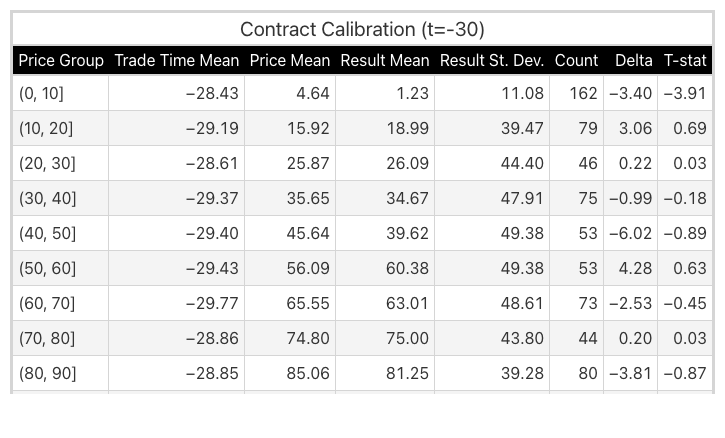 Contract Calibration (t=-30)
Price Group Trade Time Mean Price Mean Result Mean Result St. Dev. Count Delta T-stat
(0, 10] −28.43 4.64 1.23 11.08 162 −3.40 −3.91
(10, 20] −29.19 15.92 18.99 39.47 79 3.06 0.69
(20, 30] −28.61 25.87 26.09 44.40 46 0.22 0.03
(30, 40] −29.37 35.65 34.67 47.91 75 −0.99 −0.18
(40, 50] −29.40 45.64 39.62 49.38 53 −6.02 −0.89
(50, 60] −29.43 56.09 60.38 49.38 53 4.28 0.63
(60, 70] −29.77 65.55 63.01 48.61 73 −2.53 −0.45
(70, 80] −28.86 74.80 75.00 43.80 44 0.20 0.03
(80, 90] −28.85 85.06 81.25 39.28 80 −3.81 −0.87